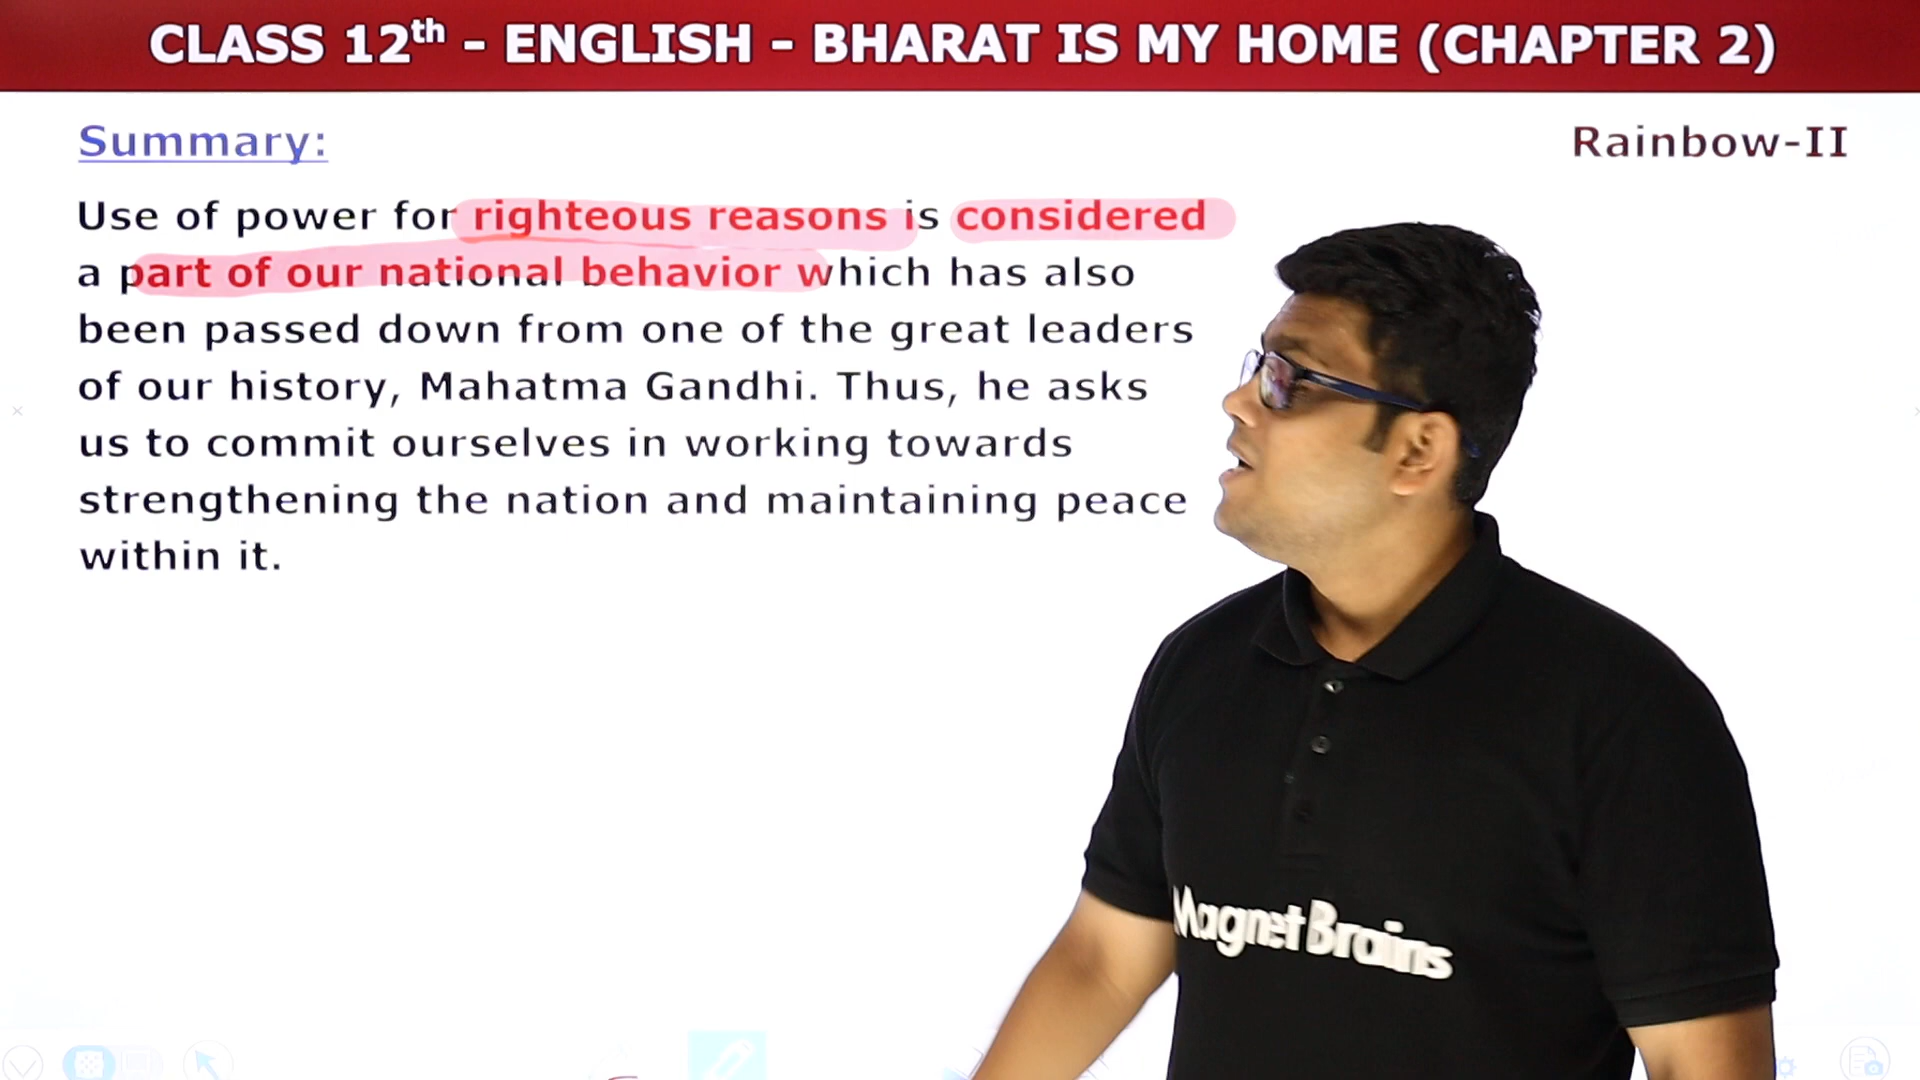 CLASS 12th - ENGLISH - BHARAT IS MY HOME (CHAPTER 2)
Summary:
Rainbow-II
Use of power for righteous reasons is considered
a part of our national behavior which has also
been passed down from one of the great leaders
of our history, Mahatma Gandhi. Thus, he asks
us to commit ourselves in working towards
strengthening the nation and maintaining peace
within it.
Magnet Brains